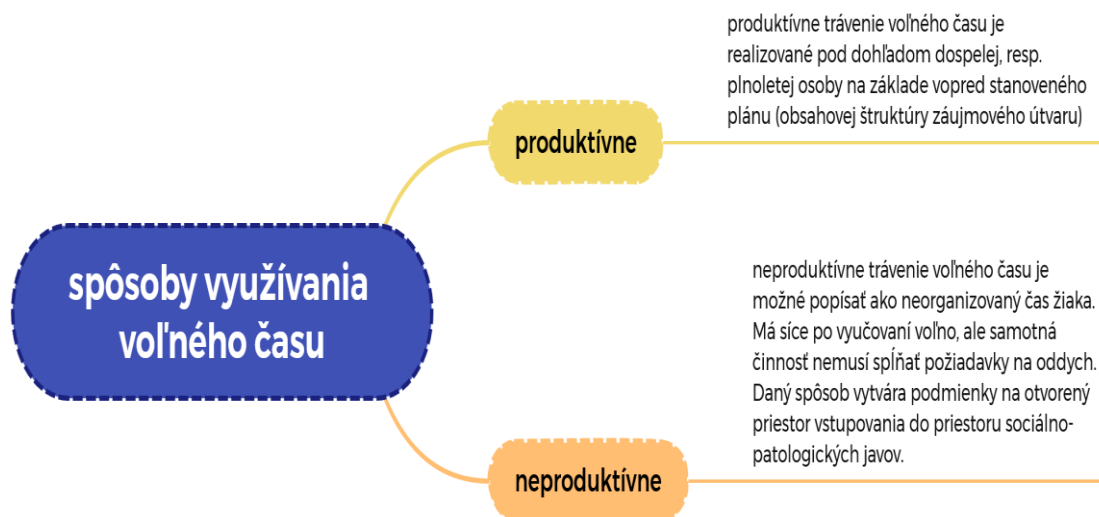 spôsoby využívania
voľného času
produktívne
produktívne trávenie voľného času je
realizované pod dohľadom dospelej, resp.
plnoletej osoby na základe vopred stanoveného
plánu (obsahovej štruktúry záujmového útvaru)
neproduktívne
neproduktívne trávenie voľného času je
možné popísať ako neorganizovaný čas žiaka.
Má síce po vyučovaní voľno, ale samotná
činnosť nemusí spĺňať požiadavky na oddych.
Daný spôsob vytvára podmienky na otvorený
priestor vstupovania do priestoru sociálno-
patologických javov.